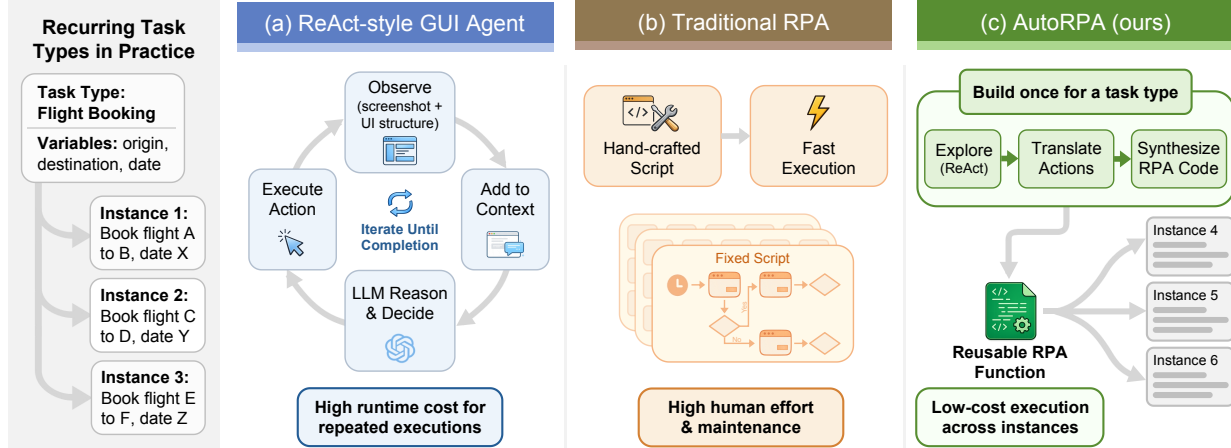 Recurring Task
Types in Practice
Task Type:
Flight Booking
Variables: origin,
destination, date
Instance 1:
Book flight A
to B, date X
Instance 2:
Book flight C
to D, date Y
Instance 3:
Book flight E
to F, date Z
(a) ReAct-style GUI Agent
Observe
(screenshot +
UI structure)
Execute
Action
Iterate Until
Completion
Add to
Context
LLM Reason
& Decide
High runtime cost for
repeated executions
(b) Traditional RPA
</>
Hand-crafted
Script
Fast
Execution
Fixed Script
Yes
No
High human effort
& maintenance
(c) AutoRPA (ours)
Build once for a task type
Explore
(ReAct)
Translate
Actions
Synthesize
RPA Code
</>
Reusable RPA
Function
Instance 4
Instance 5
Instance 6
Low-cost execution
across instances